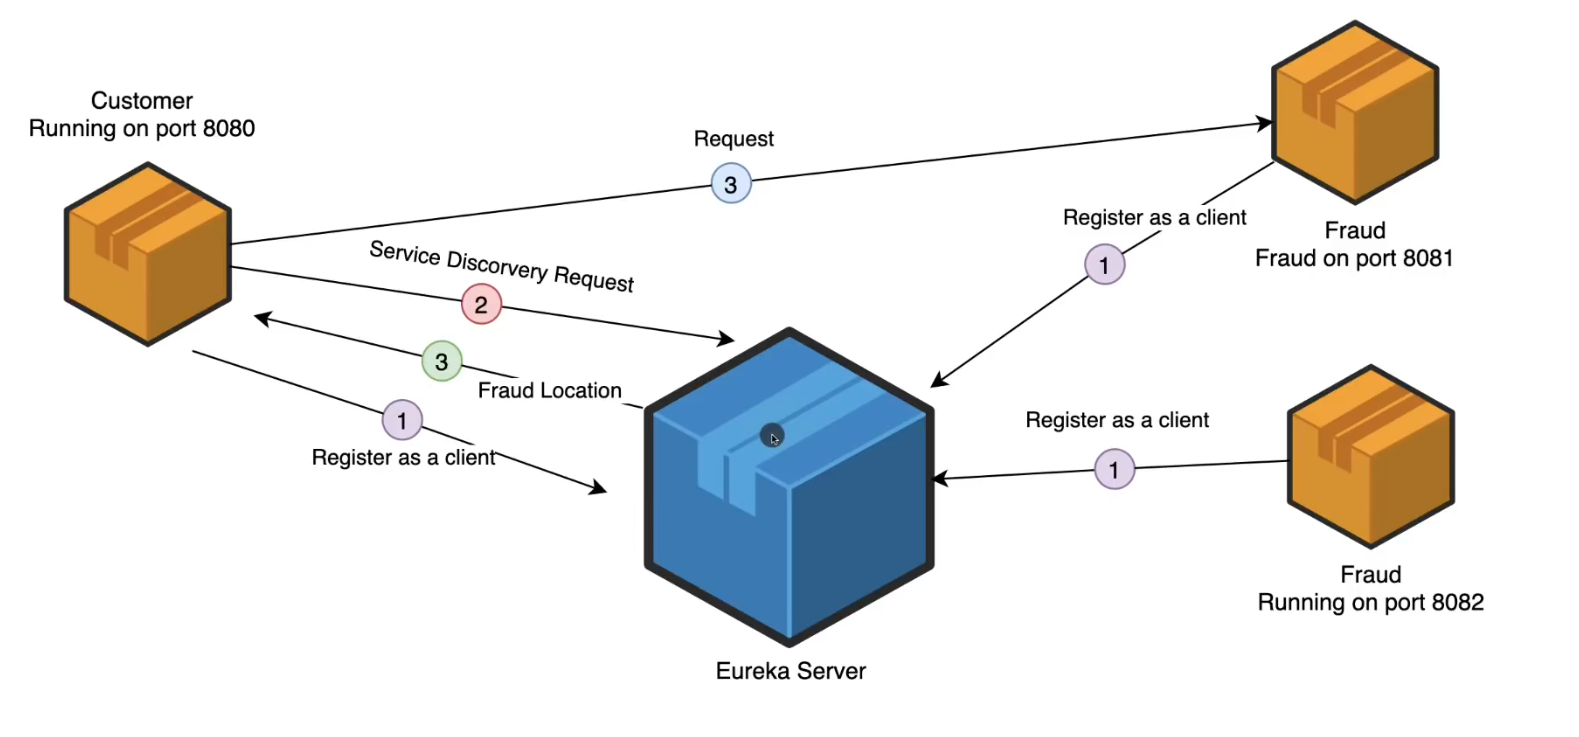 Customer
Running on port 8080
Request
3
Register as a client
1
Fraud
Fraud on port 8081
Service Discorvery Request
2
3
Fraud Location
1
Register as a client
Register as a client
1
Fraud
Running on port 8082
Eureka Server